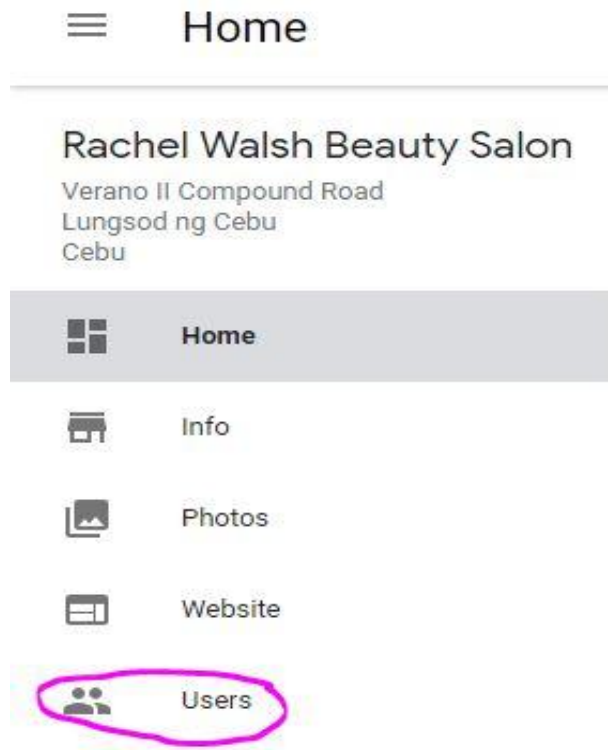 Home
Rachel Walsh Beauty Salon
Verano II Compound Road
Lungsod ng Cebu
Cebu
Home
Info
Photos
Website
Users